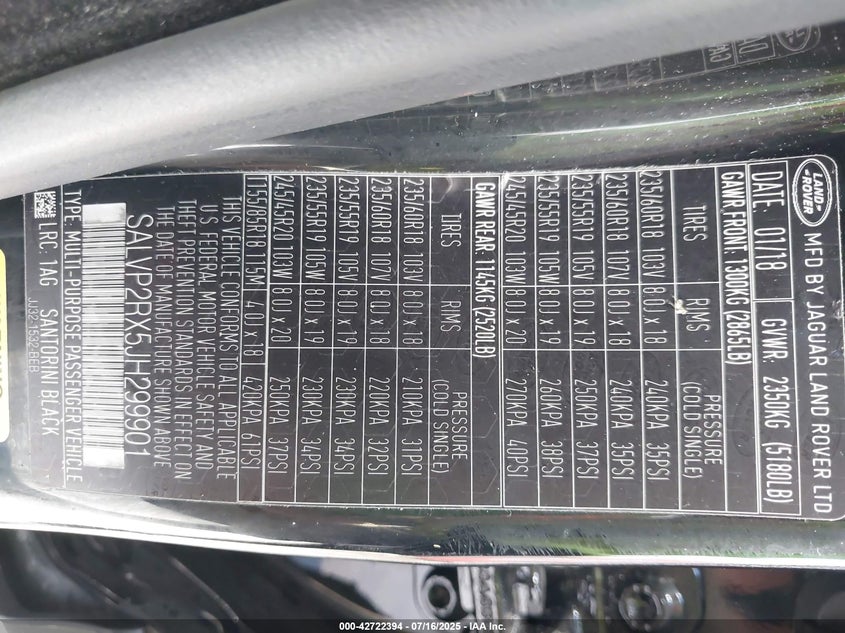 LAND ROVER MFD BY JAGUAR LAND ROVER LTD
DATE: 01/18 GVWR: 2350KG (5180LB)
GAWR FRONT: 1300KG (2865LB)
TIRES RIMS PRESSURE
(COLD SINGLE)
235/60R18 103V 8.0J x 18 240KPA 35PSI
235/60R18 107V 8.0J x 18 240KPA 35PSI
235/55R19 105V 8.0J x 19 250KPA 37PSI
235/55R19 105W 8.0J x 19 260KPA 38PSI
245/45R20 103W 8.0J x 20 270KPA 40PSI
GAWR REAR: 1145KG (2520LB)
TIRES RIMS PRESSURE
(COLD SINGLE)
235/60R18 103V 8.0J x 18 210KPA 31PSI
235/60R18 107V 8.0J x 18 220KPA 32PSI
235/55R19 105V 8.0J x 19 230KPA 34PSI
235/55R19 105W 8.0J x 19 230KPA 34PSI
245/45R20 103W 8.0J x 20 250KPA 37PSI
T155/85R18 115M 4.0J x 18 420KPA 61PSI
THIS VEHICLE CONFORMS TO ALL APPLICABLE
U.S. FEDERAL MOTOR VEHICLE SAFETY AND
THEFT PREVENTION STANDARDS IN EFFECT ON
THE DATE OF MANUFACTURE SHOWN ABOVE
SALVP2RX5JH299901
TYPE: MULTI-PURPOSE PASSENGER VEHICLE
LRC: 1AG SANTORINI BLACK
JJ32-1532-BEB
000-42722394 - 07/16/2025 - IAA Inc.